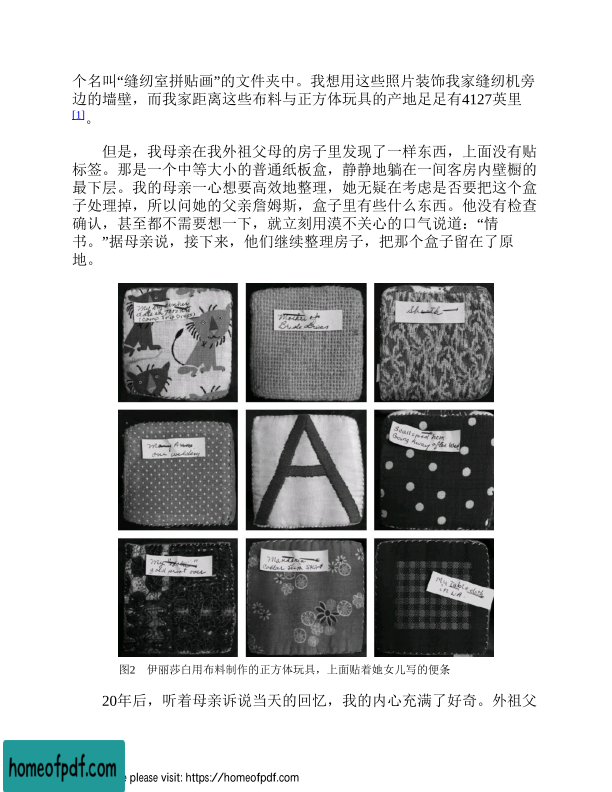 个名叫“缝纫室拼贴画”的文件夹中。我想用这些照片装饰我家缝纫机旁
边的墙壁，而我家距离这些布料与正方体玩具的产地足足有4127英里
[1]。
但是，我母亲在我外祖父母的房子里发现了一样东西，上面没有贴
标签。那是一个中等大小的普通纸板盒，静静地躺在一间客房内壁橱的
最下层。我的母亲一心想要高效地整理，她无疑在考虑是否要把这个盒
子处理掉，所以问她的父亲詹姆斯，盒子里有些什么东西。他没有检查
确认，甚至都不需要想一下，就立刻用漠不关心的口气说道：“情
书。”据母亲说，接下来，他们继续整理房子，把那个盒子留在了原
地。
Mother of
Bride dress
our wedding
A
Going Away
My Tablecloth
图2　伊丽莎白用布料制作的正方体玩具，上面贴着她女儿写的便条
20年后，听着母亲诉说当天的回忆，我的内心充满了好奇。外祖父
homeofpdf.com
e please visit: https://homeofpdf.com